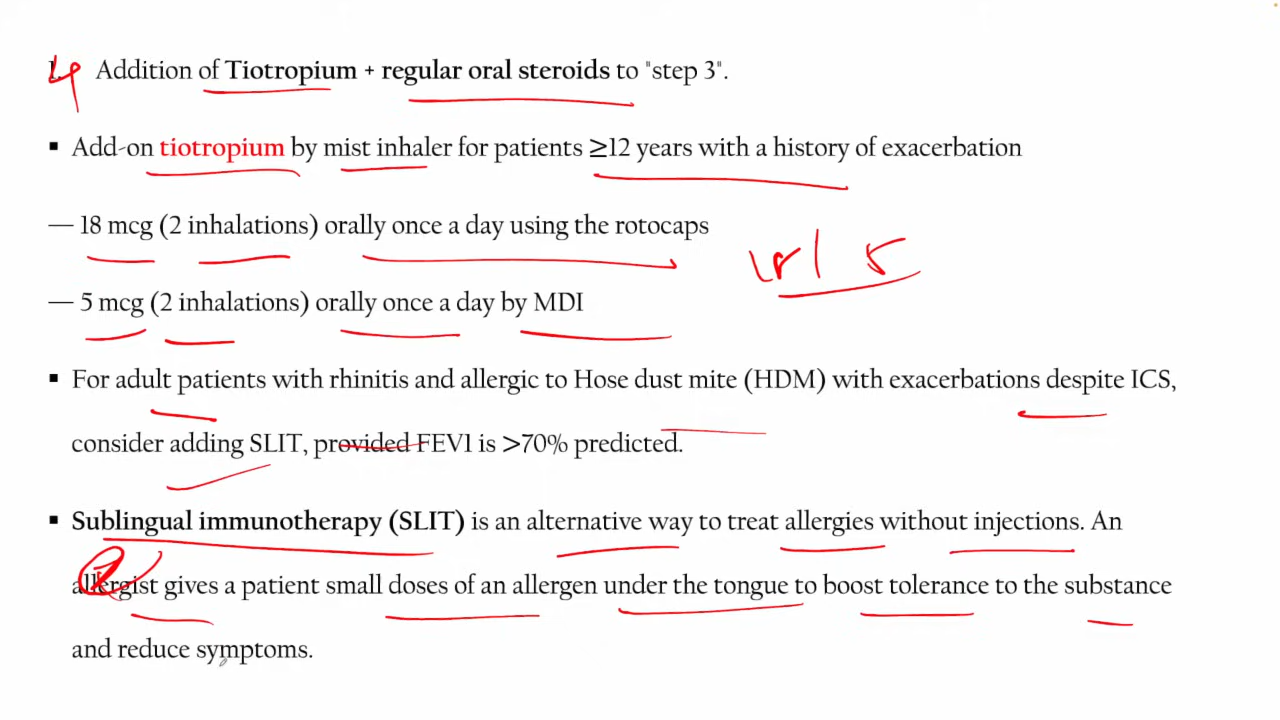 4 Addition of Tiotropium + regular oral steroids to "step 3".
▪ Add-on tiotropium by mist inhaler for patients ≥12 years with a history of exacerbation
— 18 mcg (2 inhalations) orally once a day using the rotocaps
18/ 5
— 5 mcg (2 inhalations) orally once a day by MDI
▪ For adult patients with rhinitis and allergic to Hose dust mite (HDM) with exacerbations despite ICS,
consider adding SLIT, provided FEV1 is >70% predicted.
▪ Sublingual immunotherapy (SLIT) is an alternative way to treat allergies without injections. An
allergist gives a patient small doses of an allergen under the tongue to boost tolerance to the substance
and reduce symptoms.